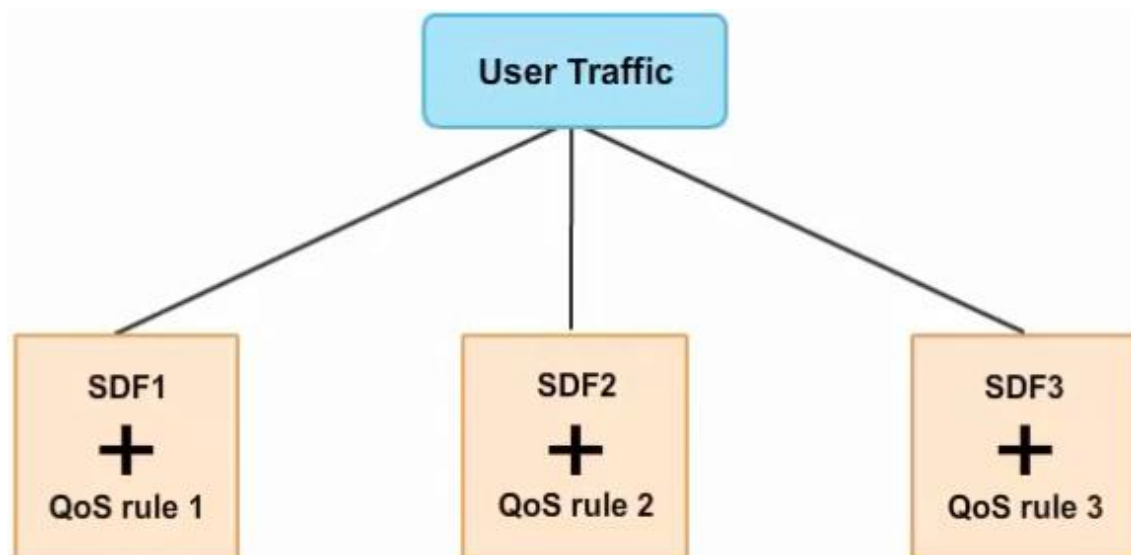 User Traffic
SDF1
+
QoS rule 1
SDF2
+
QoS rule 2
SDF3
+
QoS rule 3